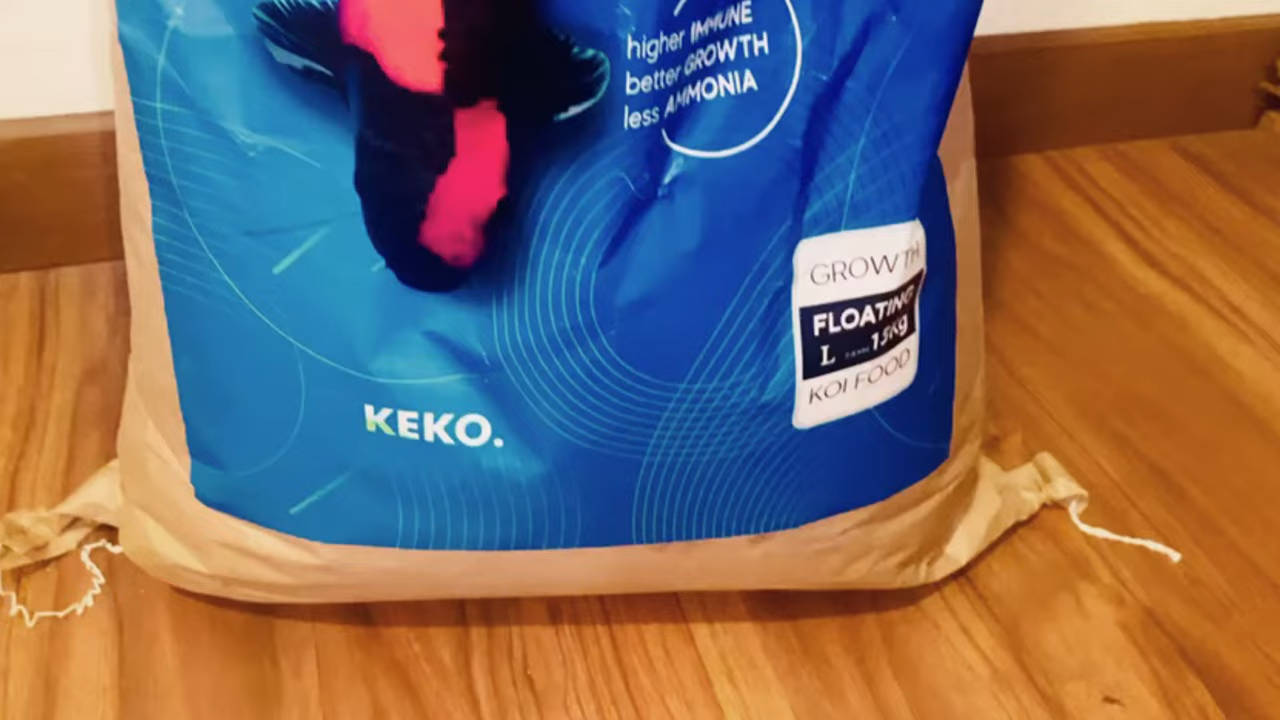 higher IMMUNE
better GROWTH
less AMMONIA
GROWTH
FLOATING
L 15Kg
KOI FOOD
KEKO.